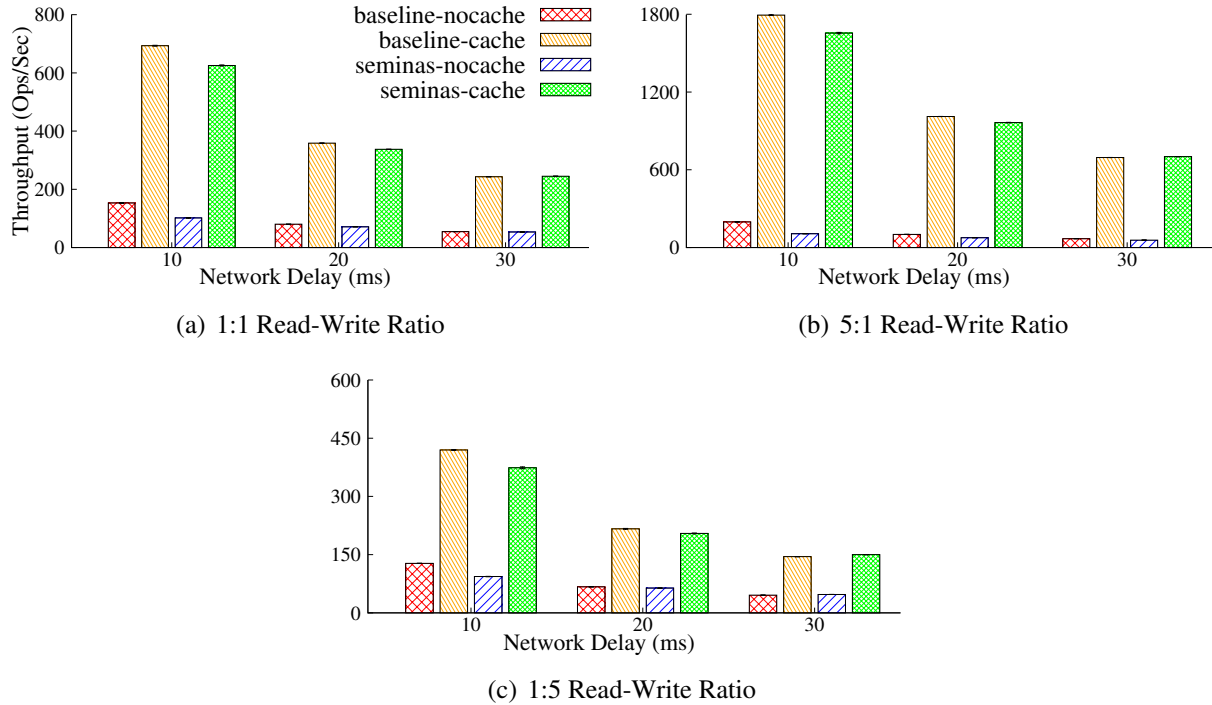 800
600
400
200
0
Throughput (Ops/Sec)
10
20
30
Network Delay (ms)
baseline-nocache
baseline-cache
seminas-nocache
seminas-cache
(a) 1:1 Read-Write Ratio
1800
1200
600
0
10
20
30
Network Delay (ms)
(b) 5:1 Read-Write Ratio
600
450
300
150
0
10
20
30
Network Delay (ms)
(c) 1:5 Read-Write Ratio